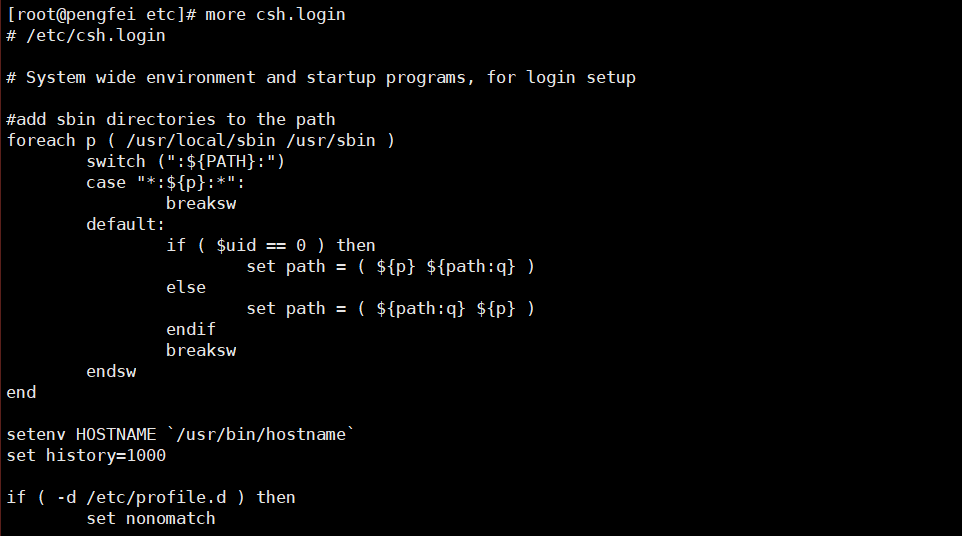 [root@pengfei etc]# more csh.login
# /etc/csh.login
# System wide environment and startup programs, for login setup
#add sbin directories to the path
foreach p ( /usr/local/sbin /usr/sbin )
        switch (":${PATH}:")
        case "*:${p}:*":
                breaksw
        default:
                if ( $uid == 0 ) then
                        set path = ( ${p} ${path:q} )
                else
                        set path = ( ${path:q} ${p} )
                endif
                breaksw
        endsw
end
setenv HOSTNAME `/usr/bin/hostname`
set history=1000
if ( -d /etc/profile.d ) then
        set nonomatch